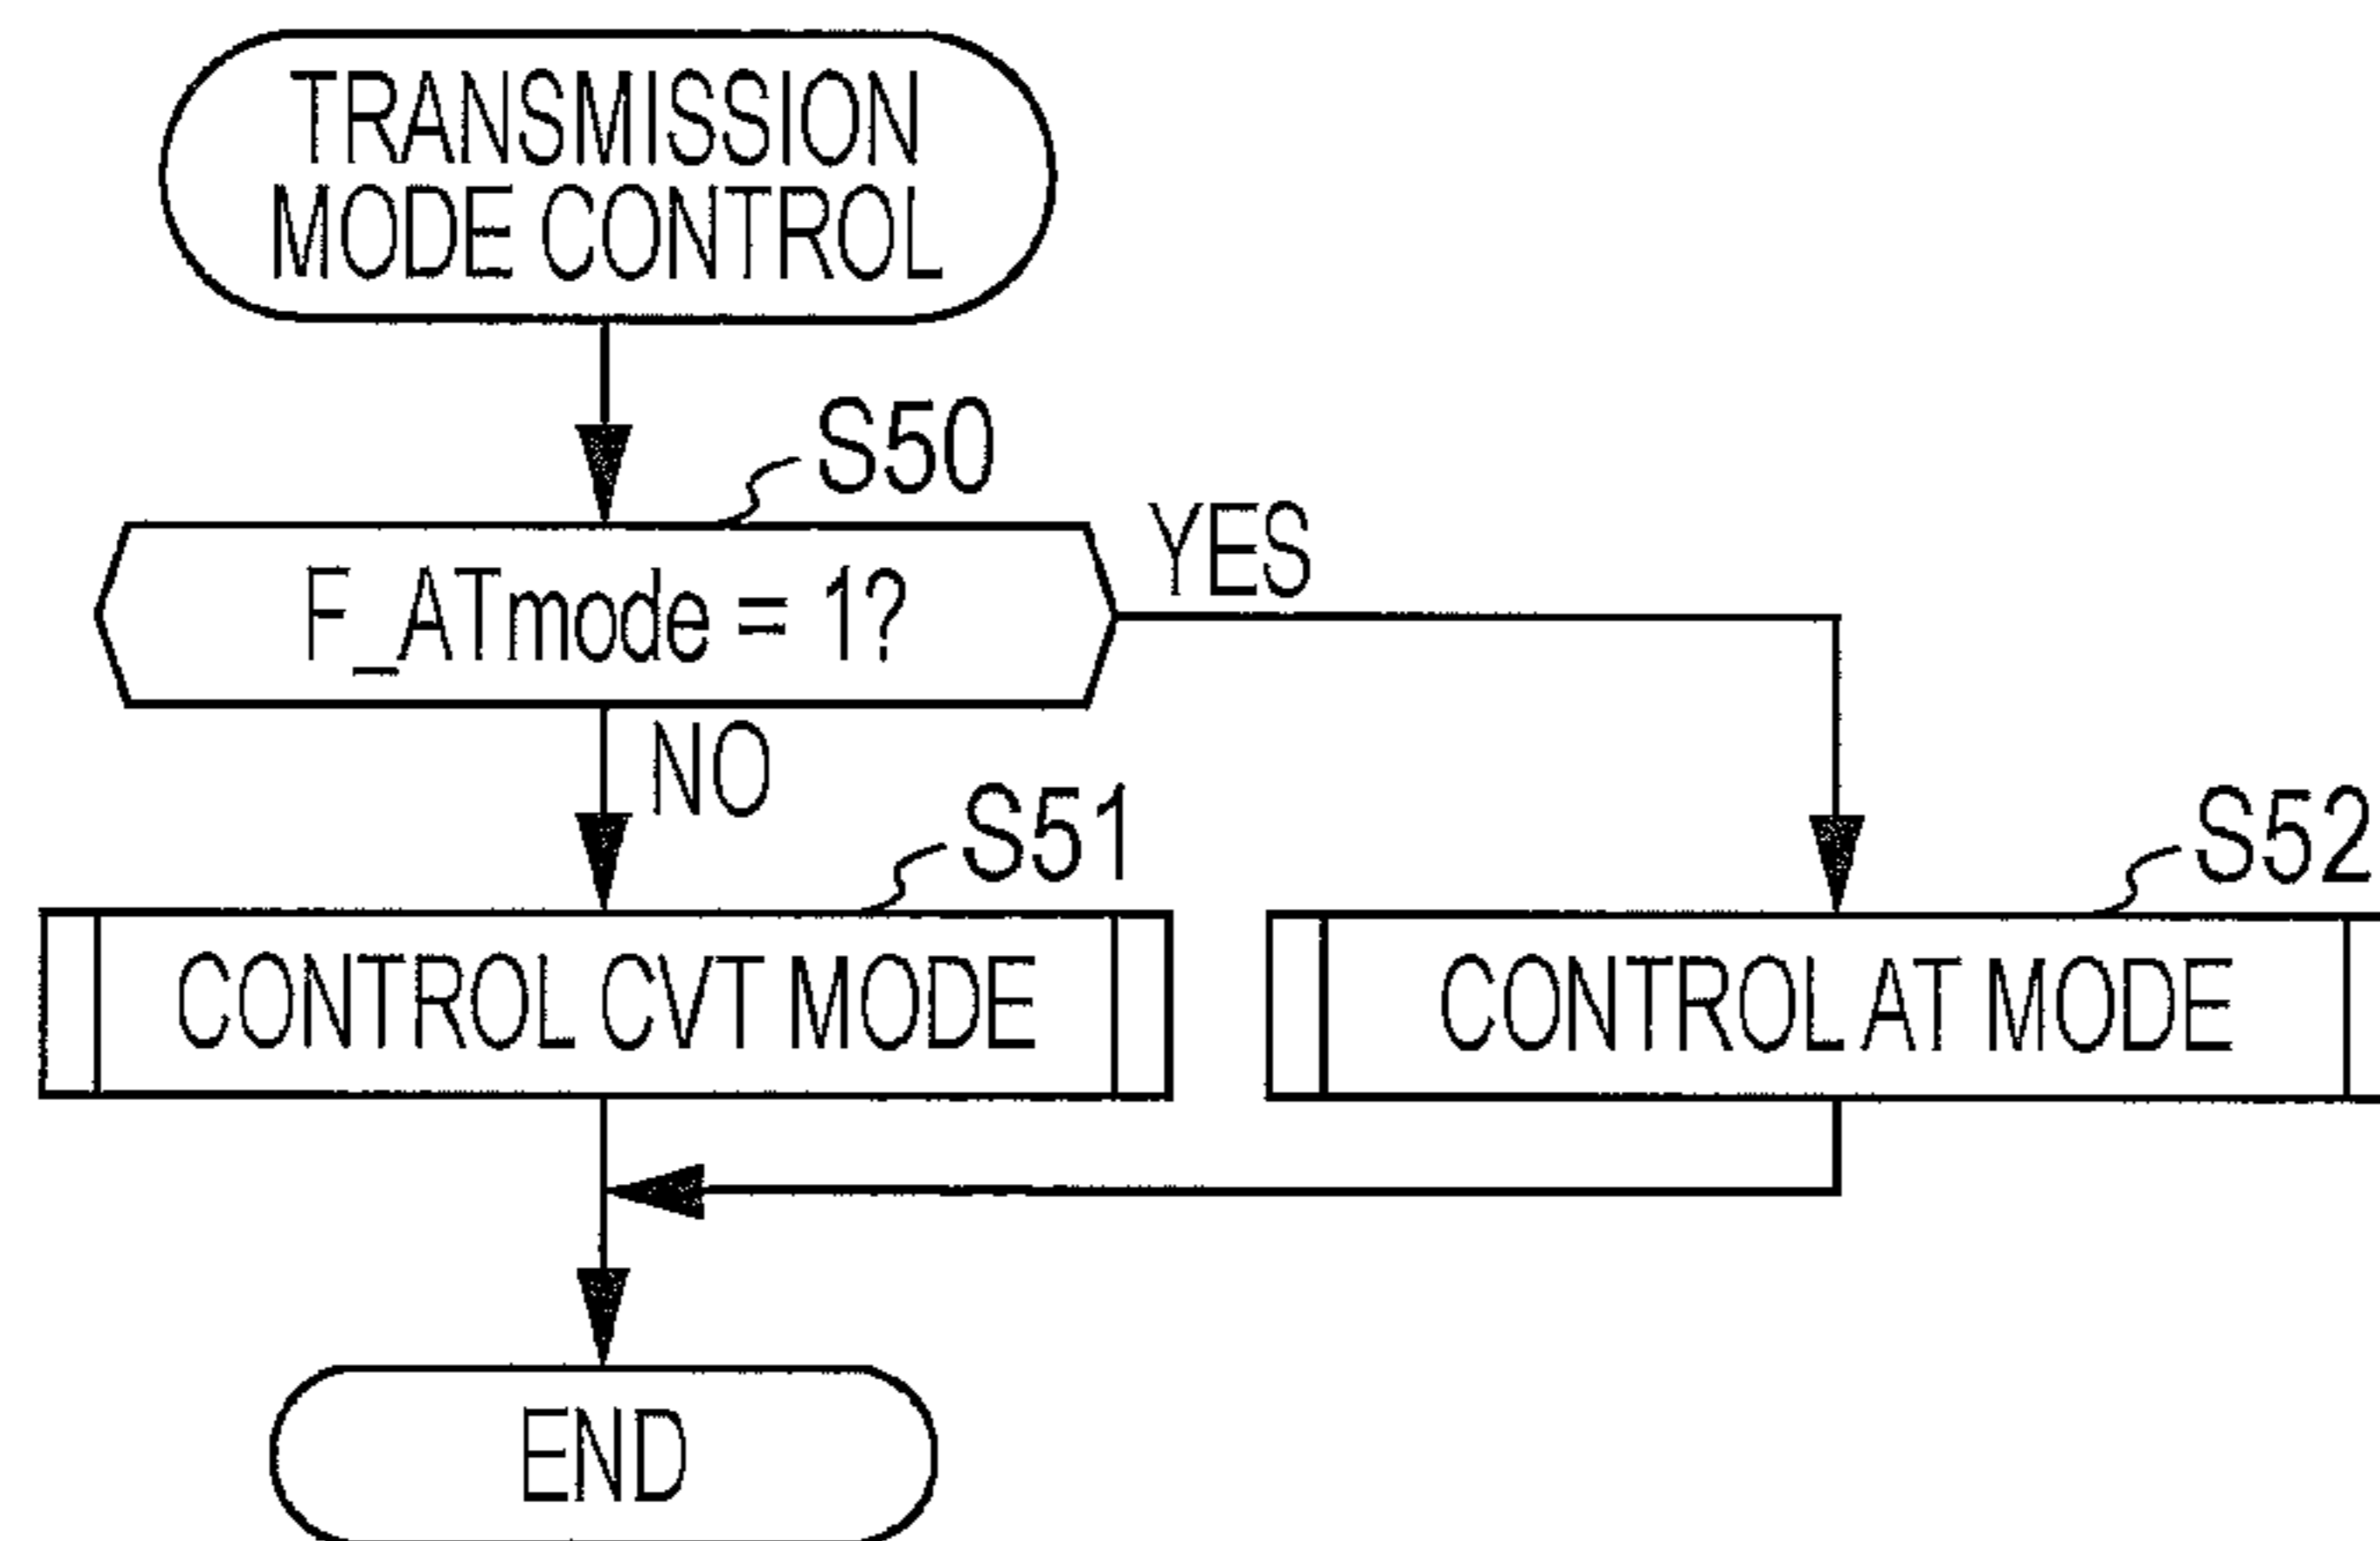 TRANSMISSION
MODE CONTROL
S50
F_ATmode = 1?
YES
NO
S51
CONTROL CVT MODE
S52
CONTROL AT MODE
END